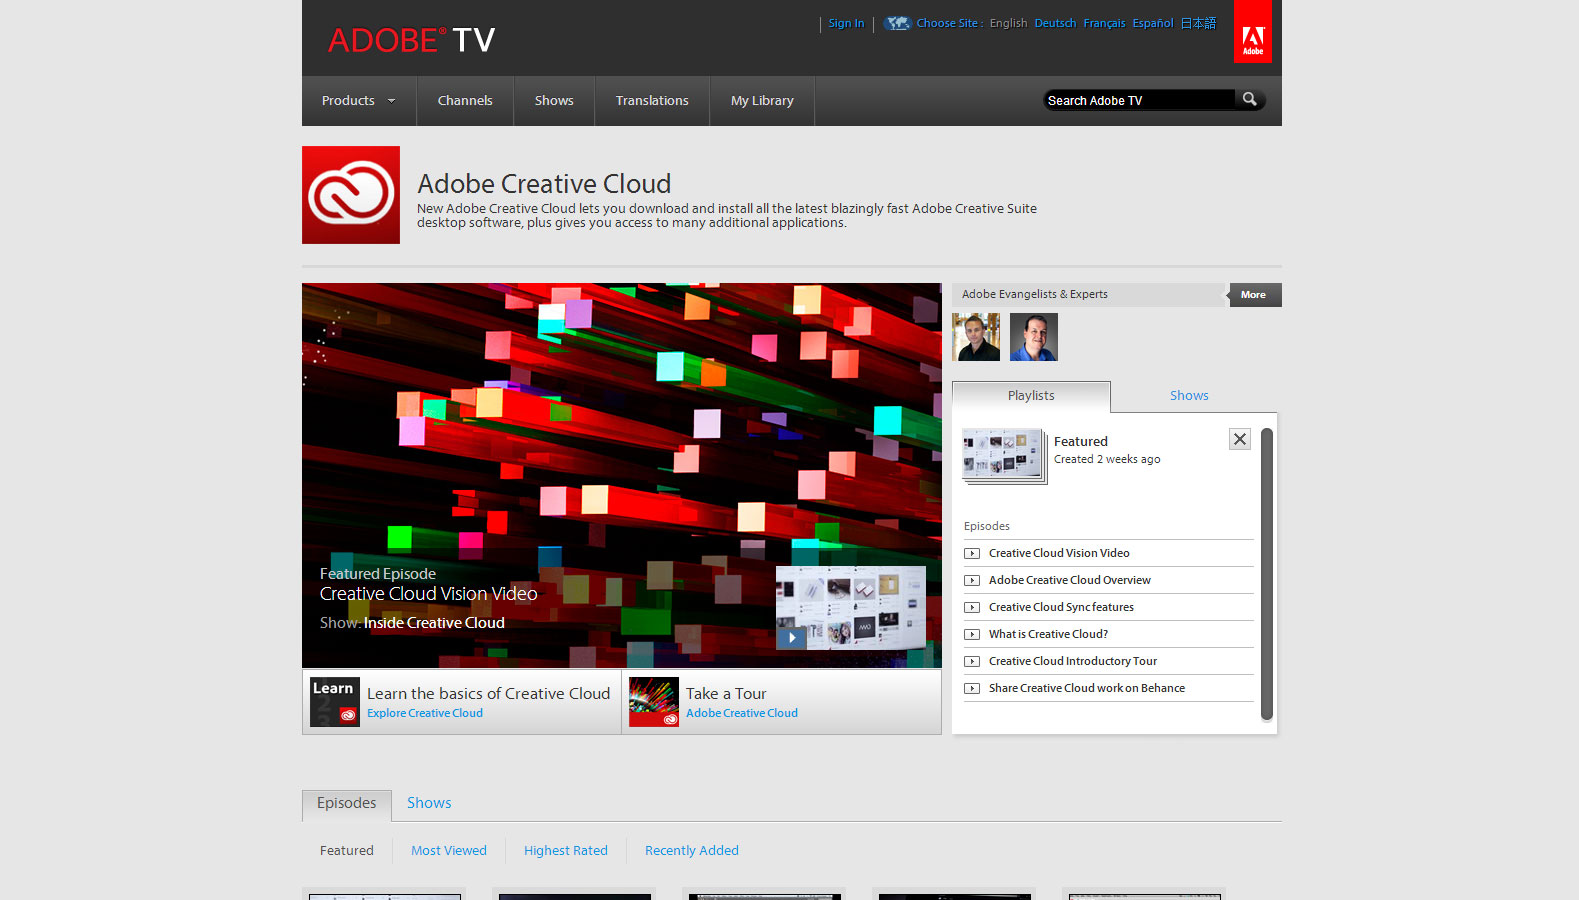 ADOBE® TV
Sign In
Choose Site : English Deutsch Français Español 日本語
Adobe
Products
Channels
Shows
Translations
My Library
Search Adobe TV
Adobe Creative Cloud
New Adobe Creative Cloud lets you download and install all the latest blazingly fast Adobe Creative Suite
desktop software, plus gives you access to many additional applications.
Featured Episode
Creative Cloud Vision Video
Show: Inside Creative Cloud
Learn
Learn the basics of Creative Cloud
Explore Creative Cloud
Take a Tour
Adobe Creative Cloud
Adobe Evangelists & Experts
More
Playlists
Shows
Featured
Created 2 weeks ago
Episodes
Creative Cloud Vision Video
Adobe Creative Cloud Overview
Creative Cloud Sync features
What is Creative Cloud?
Creative Cloud Introductory Tour
Share Creative Cloud work on Behance
Episodes
Shows
Featured
Most Viewed
Highest Rated
Recently Added